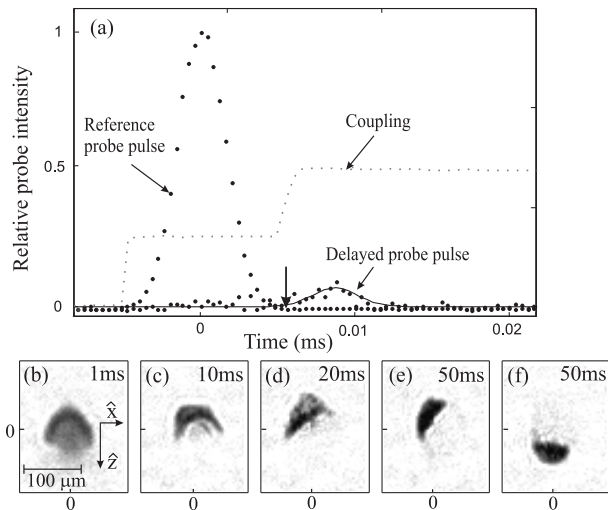 (a)
1
Relative probe intensity
Reference
probe pulse
Coupling
0.5
Delayed probe pulse
0
0
0.01
0.02
Time (ms)
(b) 1ms
(c) 10ms
(d) 20ms
(e) 50ms
(f) 50ms
0
x̂
ẑ
100 μm
0
0
0
0
0